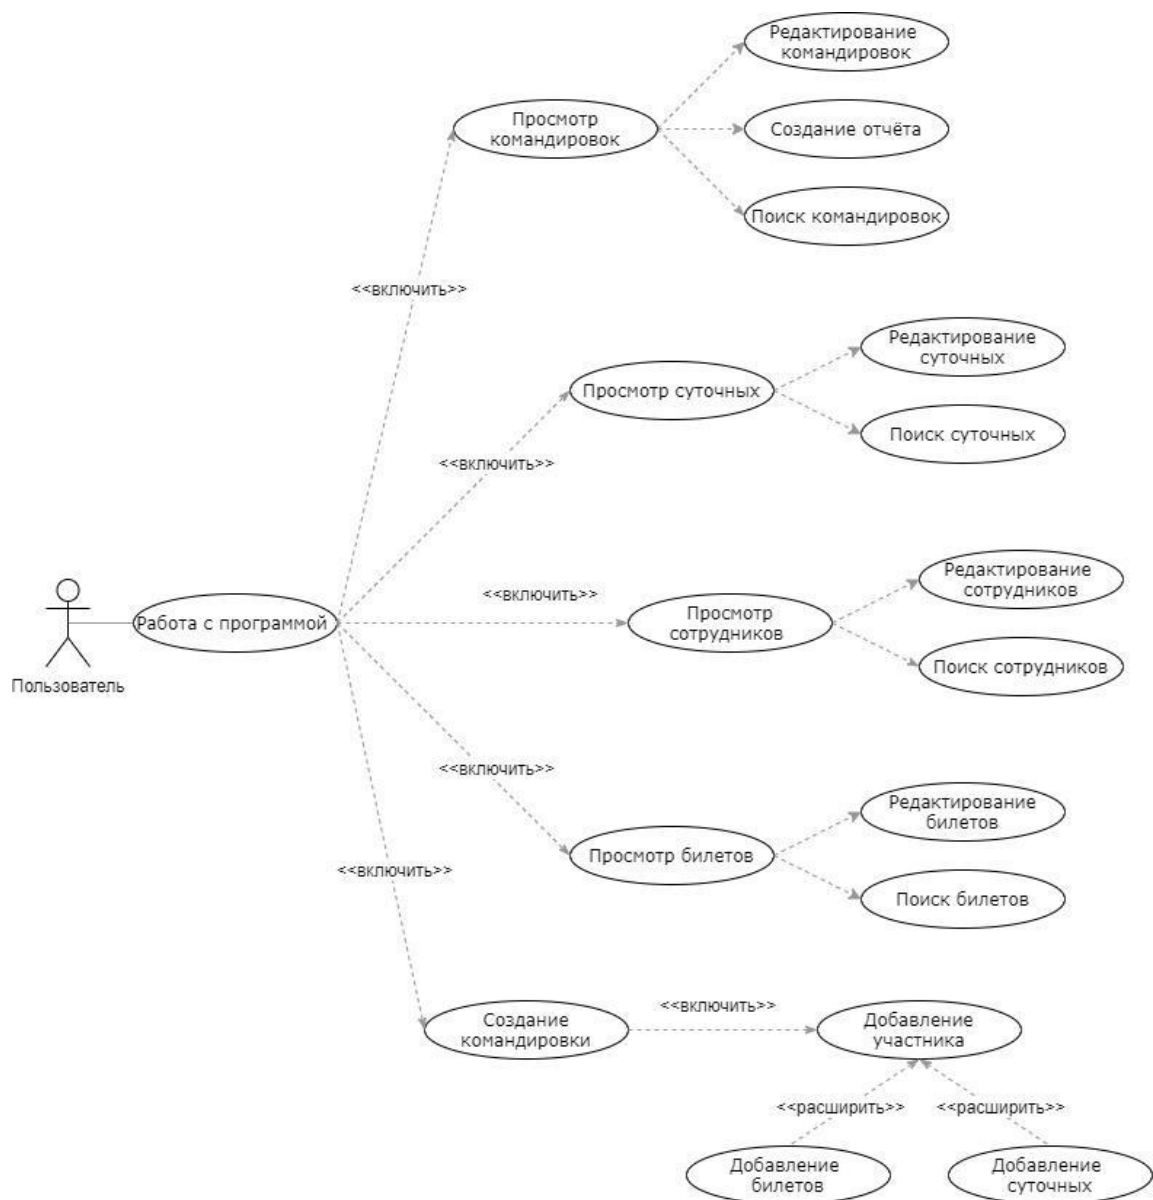 Редактирование
командировок
Просмотр
командировок
Создание отчёта
Поиск командировок
<<включить>>
Редактирование
суточных
Просмотр суточных
Поиск суточных
<<включить>>
Редактирование
сотрудников
<<включить>>
Просмотр
сотрудников
Работа с программой
Поиск сотрудников
Пользователь
<<включить>>
Редактирование
билетов
Просмотр билетов
<<включить>>
Поиск билетов
<<включить>>
Создание
командировки
Добавление
участника
<<расширить>>
<<расширить>>
Добавление
билетов
Добавление
суточных